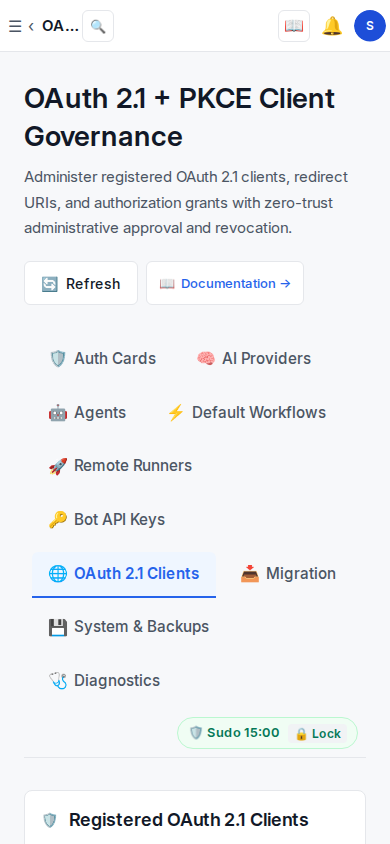 OA...
S
OAuth 2.1 + PKCE Client
Governance
Administer registered OAuth 2.1 clients, redirect
URIs, and authorization grants with zero-trust
administrative approval and revocation.
Refresh
Documentation →
Auth Cards
AI Providers
Agents
Default Workflows
Remote Runners
Bot API Keys
OAuth 2.1 Clients
Migration
System & Backups
Diagnostics
Sudo 15:00
Lock
Registered OAuth 2.1 Clients